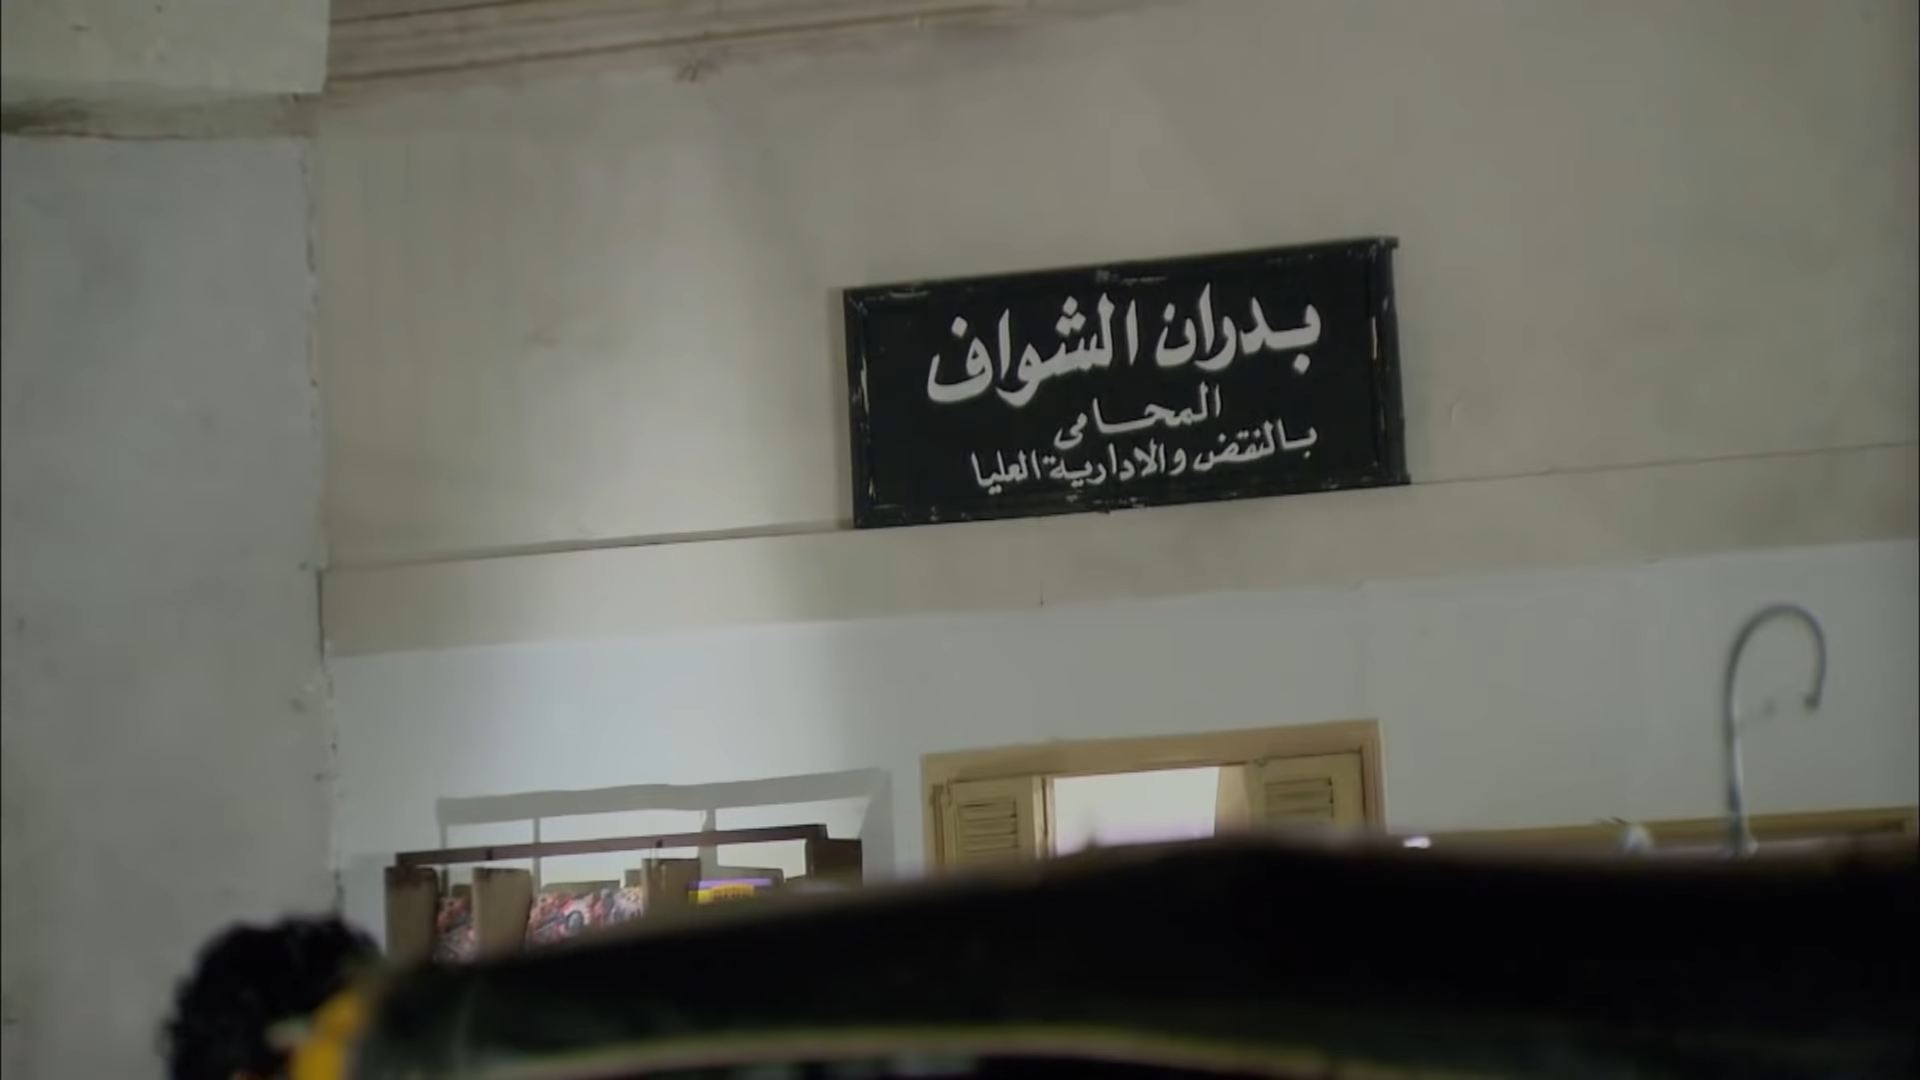 بدران الشواف
المحامى
بالنقض والادارية العليا